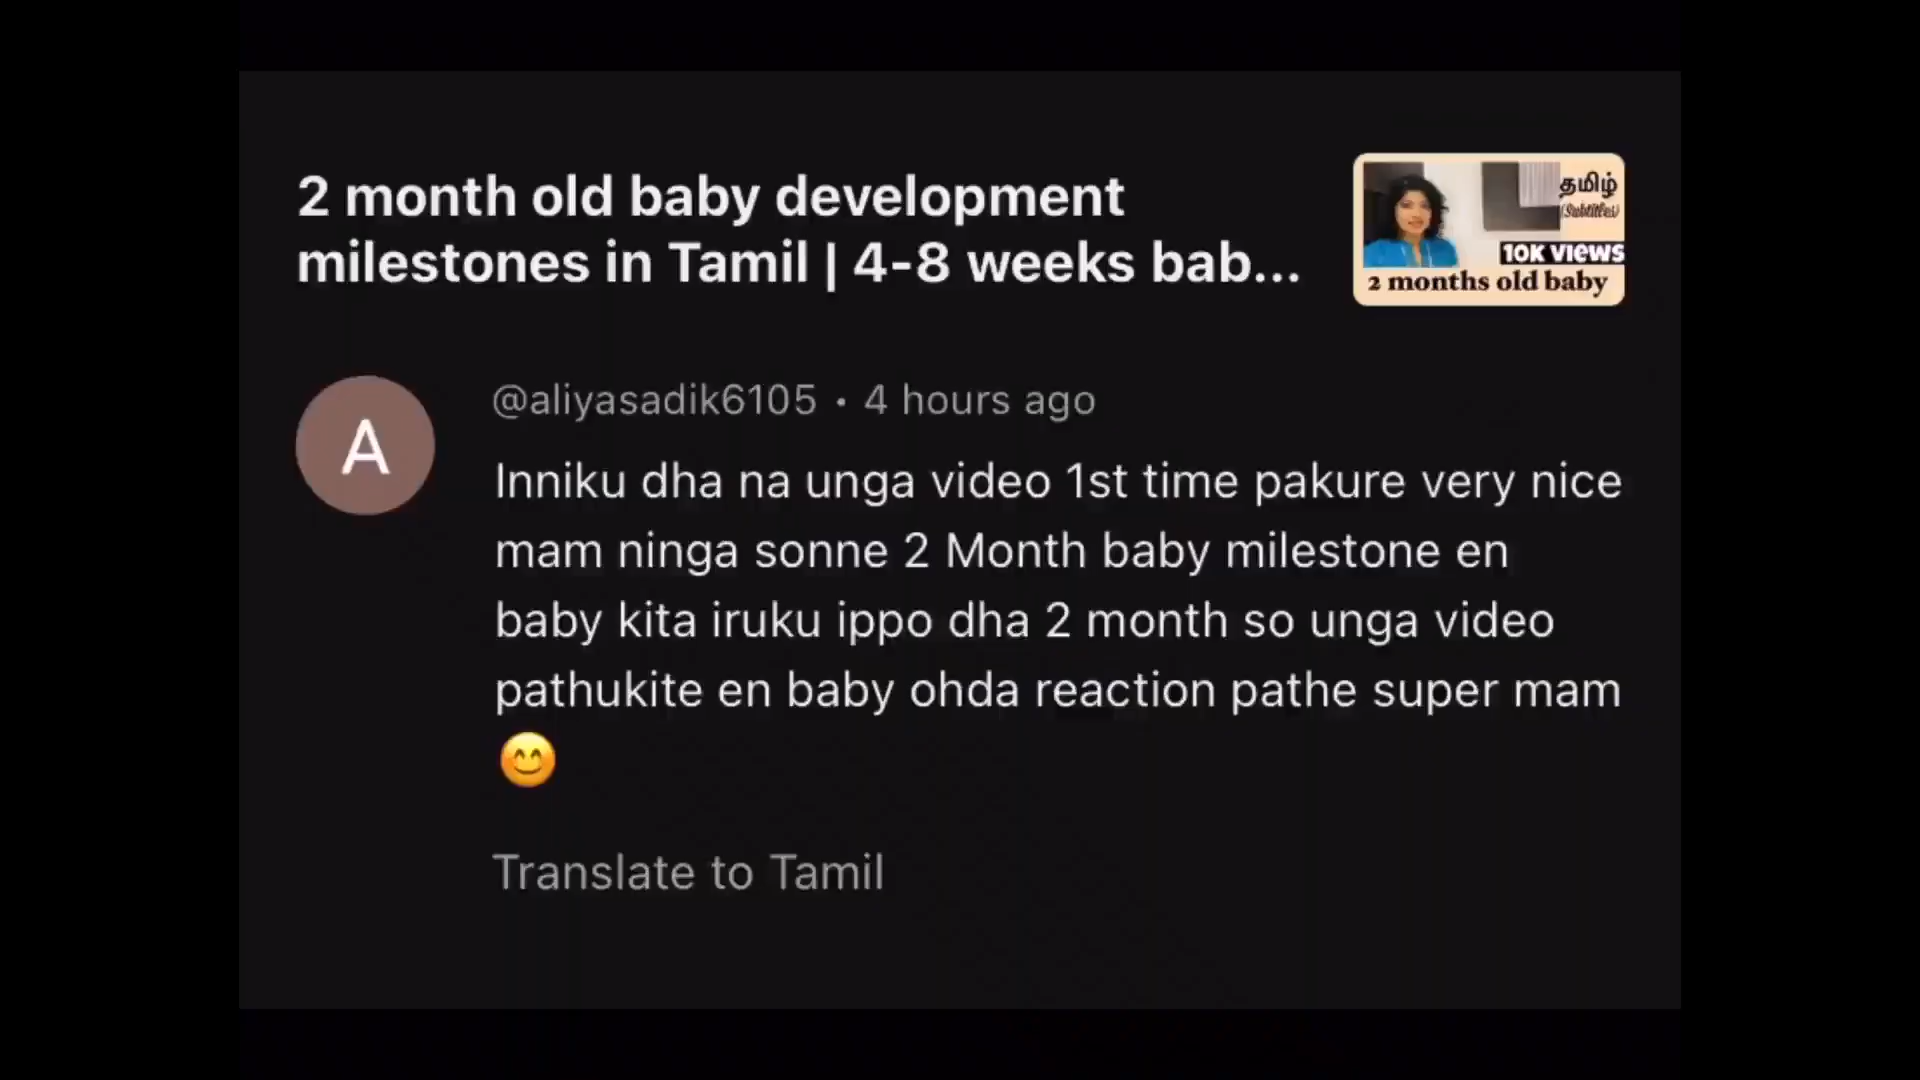 2 month old baby development
milestones in Tamil | 4-8 weeks bab...
தமிழ்
(Subtitles)
10K views
2 months old baby
@aliyasadik6105 • 4 hours ago
A
Inniku dha na unga video 1st time pakure very nice
mam ninga sonne 2 Month baby milestone en
baby kita iruku ippo dha 2 month so unga video
pathukite en baby ohda reaction pathe super mam
😊
Translate to Tamil